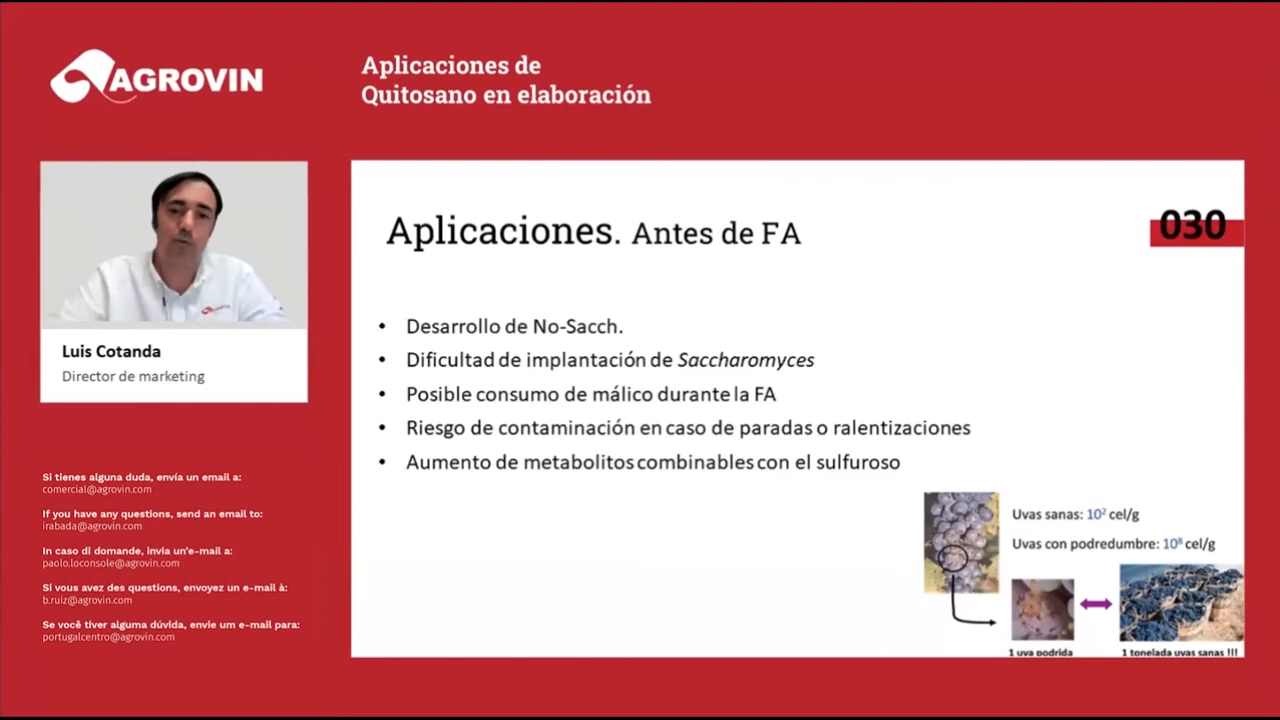 AGROVIN
Aplicaciones de
Quitosano en elaboración
Luis Cotanda
Director de marketing
Si tienes alguna duda, envía un email a:
comercial@agrovin.com
If you have any questions, send an email to:
irabada@agrovin.com
In caso di domande, invia un'e-mail a:
paolo.loconsole@agrovin.com
Si vous avez des questions, envoyez un e-mail à:
b.ruiz@agrovin.com
Se você tiver alguma dúvida, envie um e-mail para:
portugalcentro@agrovin.com
Aplicaciones. Antes de FA
030
• Desarrollo de No-Sacch.
• Dificultad de implantación de Saccharomyces
• Posible consumo de málico durante la FA
• Riesgo de contaminación en caso de paradas o ralentizaciones
• Aumento de metabolitos combinables con el sulfuroso
Uvas sanas: 10² cel/g
Uvas con podredumbre: 10⁸ cel/g
1 uva podrida
1 tonelada uvas sanas !!!